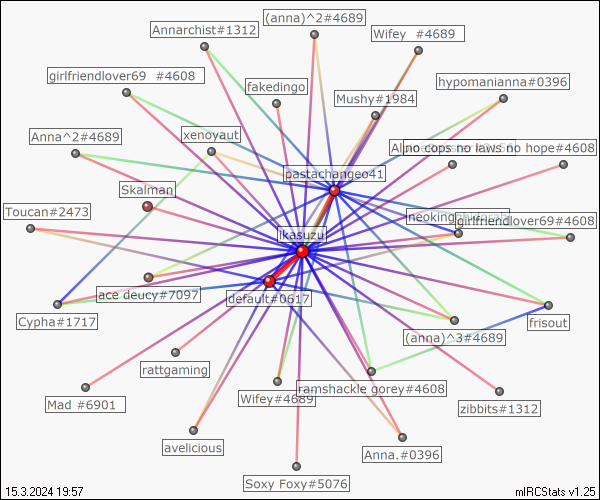 (anna)^2#4689
Annarchist#1312
Wifey #4689
girlfriendlover69 #4608
fakedingo
hypomanianna#0396
Mushy#1984
xenoyaut
Anna^2#4689
no cops no laws no hope#4608
pastachangeo41
Skalman
Toucan#2473
neoking
girlfriendlover69#4608
ikasuzu
default#0617
ace deucy#7097
Cypha#1717
frisout
(anna)^3#4689
rattgaming
ramshackle gorey#4608
Wifey#4689
Mad #6901
zibbits#1312
avelicious
Anna.#0396
Soxy Foxy#5076
15.3.2024 19:57
mIRCStats v1.25